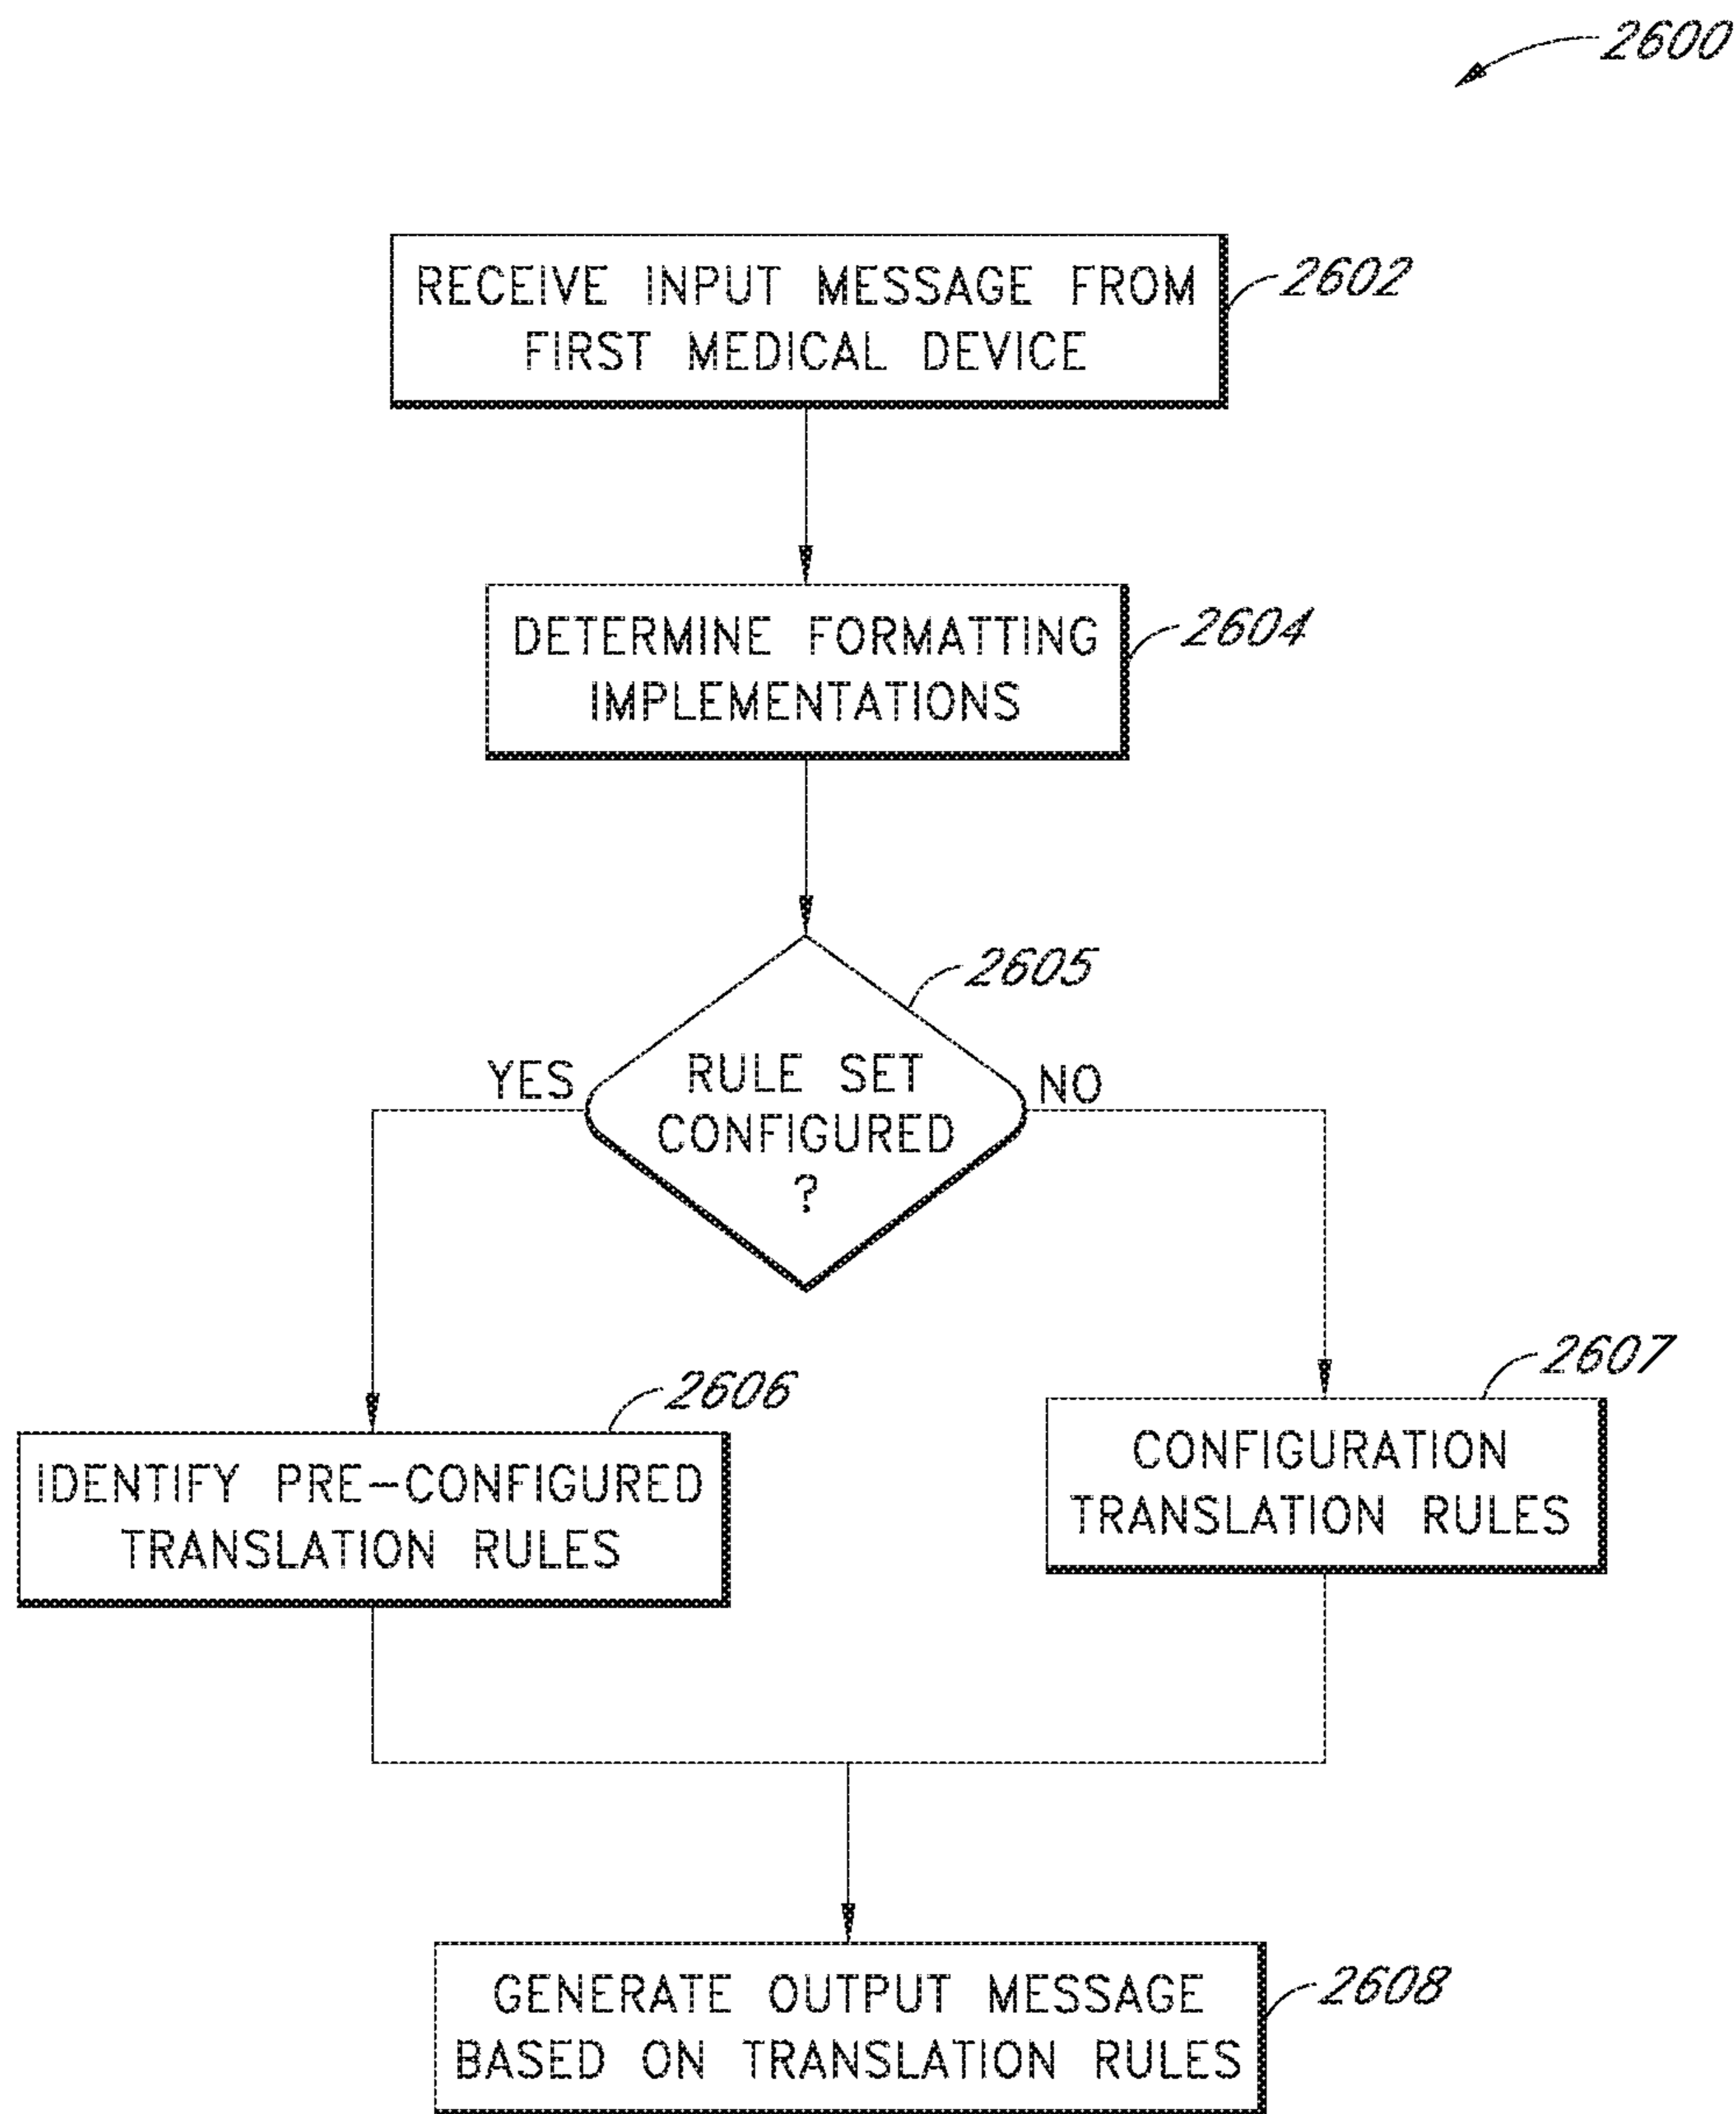 2600
RECEIVE INPUT MESSAGE FROM
FIRST MEDICAL DEVICE
2602
DETERMINE FORMATTING
IMPLEMENTATIONS
2604
2605
RULE SET
CONFIGURED
?
YES
NO
2606
IDENTIFY PRE-CONFIGURED
TRANSLATION RULES
2607
CONFIGURATION
TRANSLATION RULES
GENERATE OUTPUT MESSAGE
BASED ON TRANSLATION RULES
2608